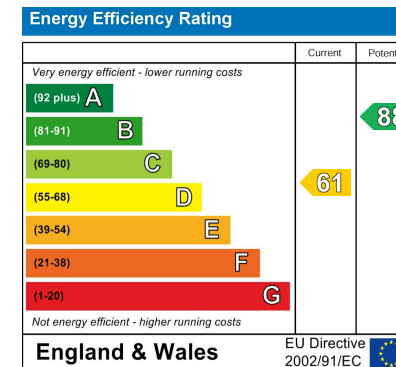 Energy Efficiency Rating
Current
Very energy efficient - lower running costs
(92 plus) A
(81-91) B
(69-80) C
(55-68) D
(39-54) E
(21-38) F
(1-20) G
61
Not energy efficient - higher running costs
England & Wales
EU Directive
2002/91/EC